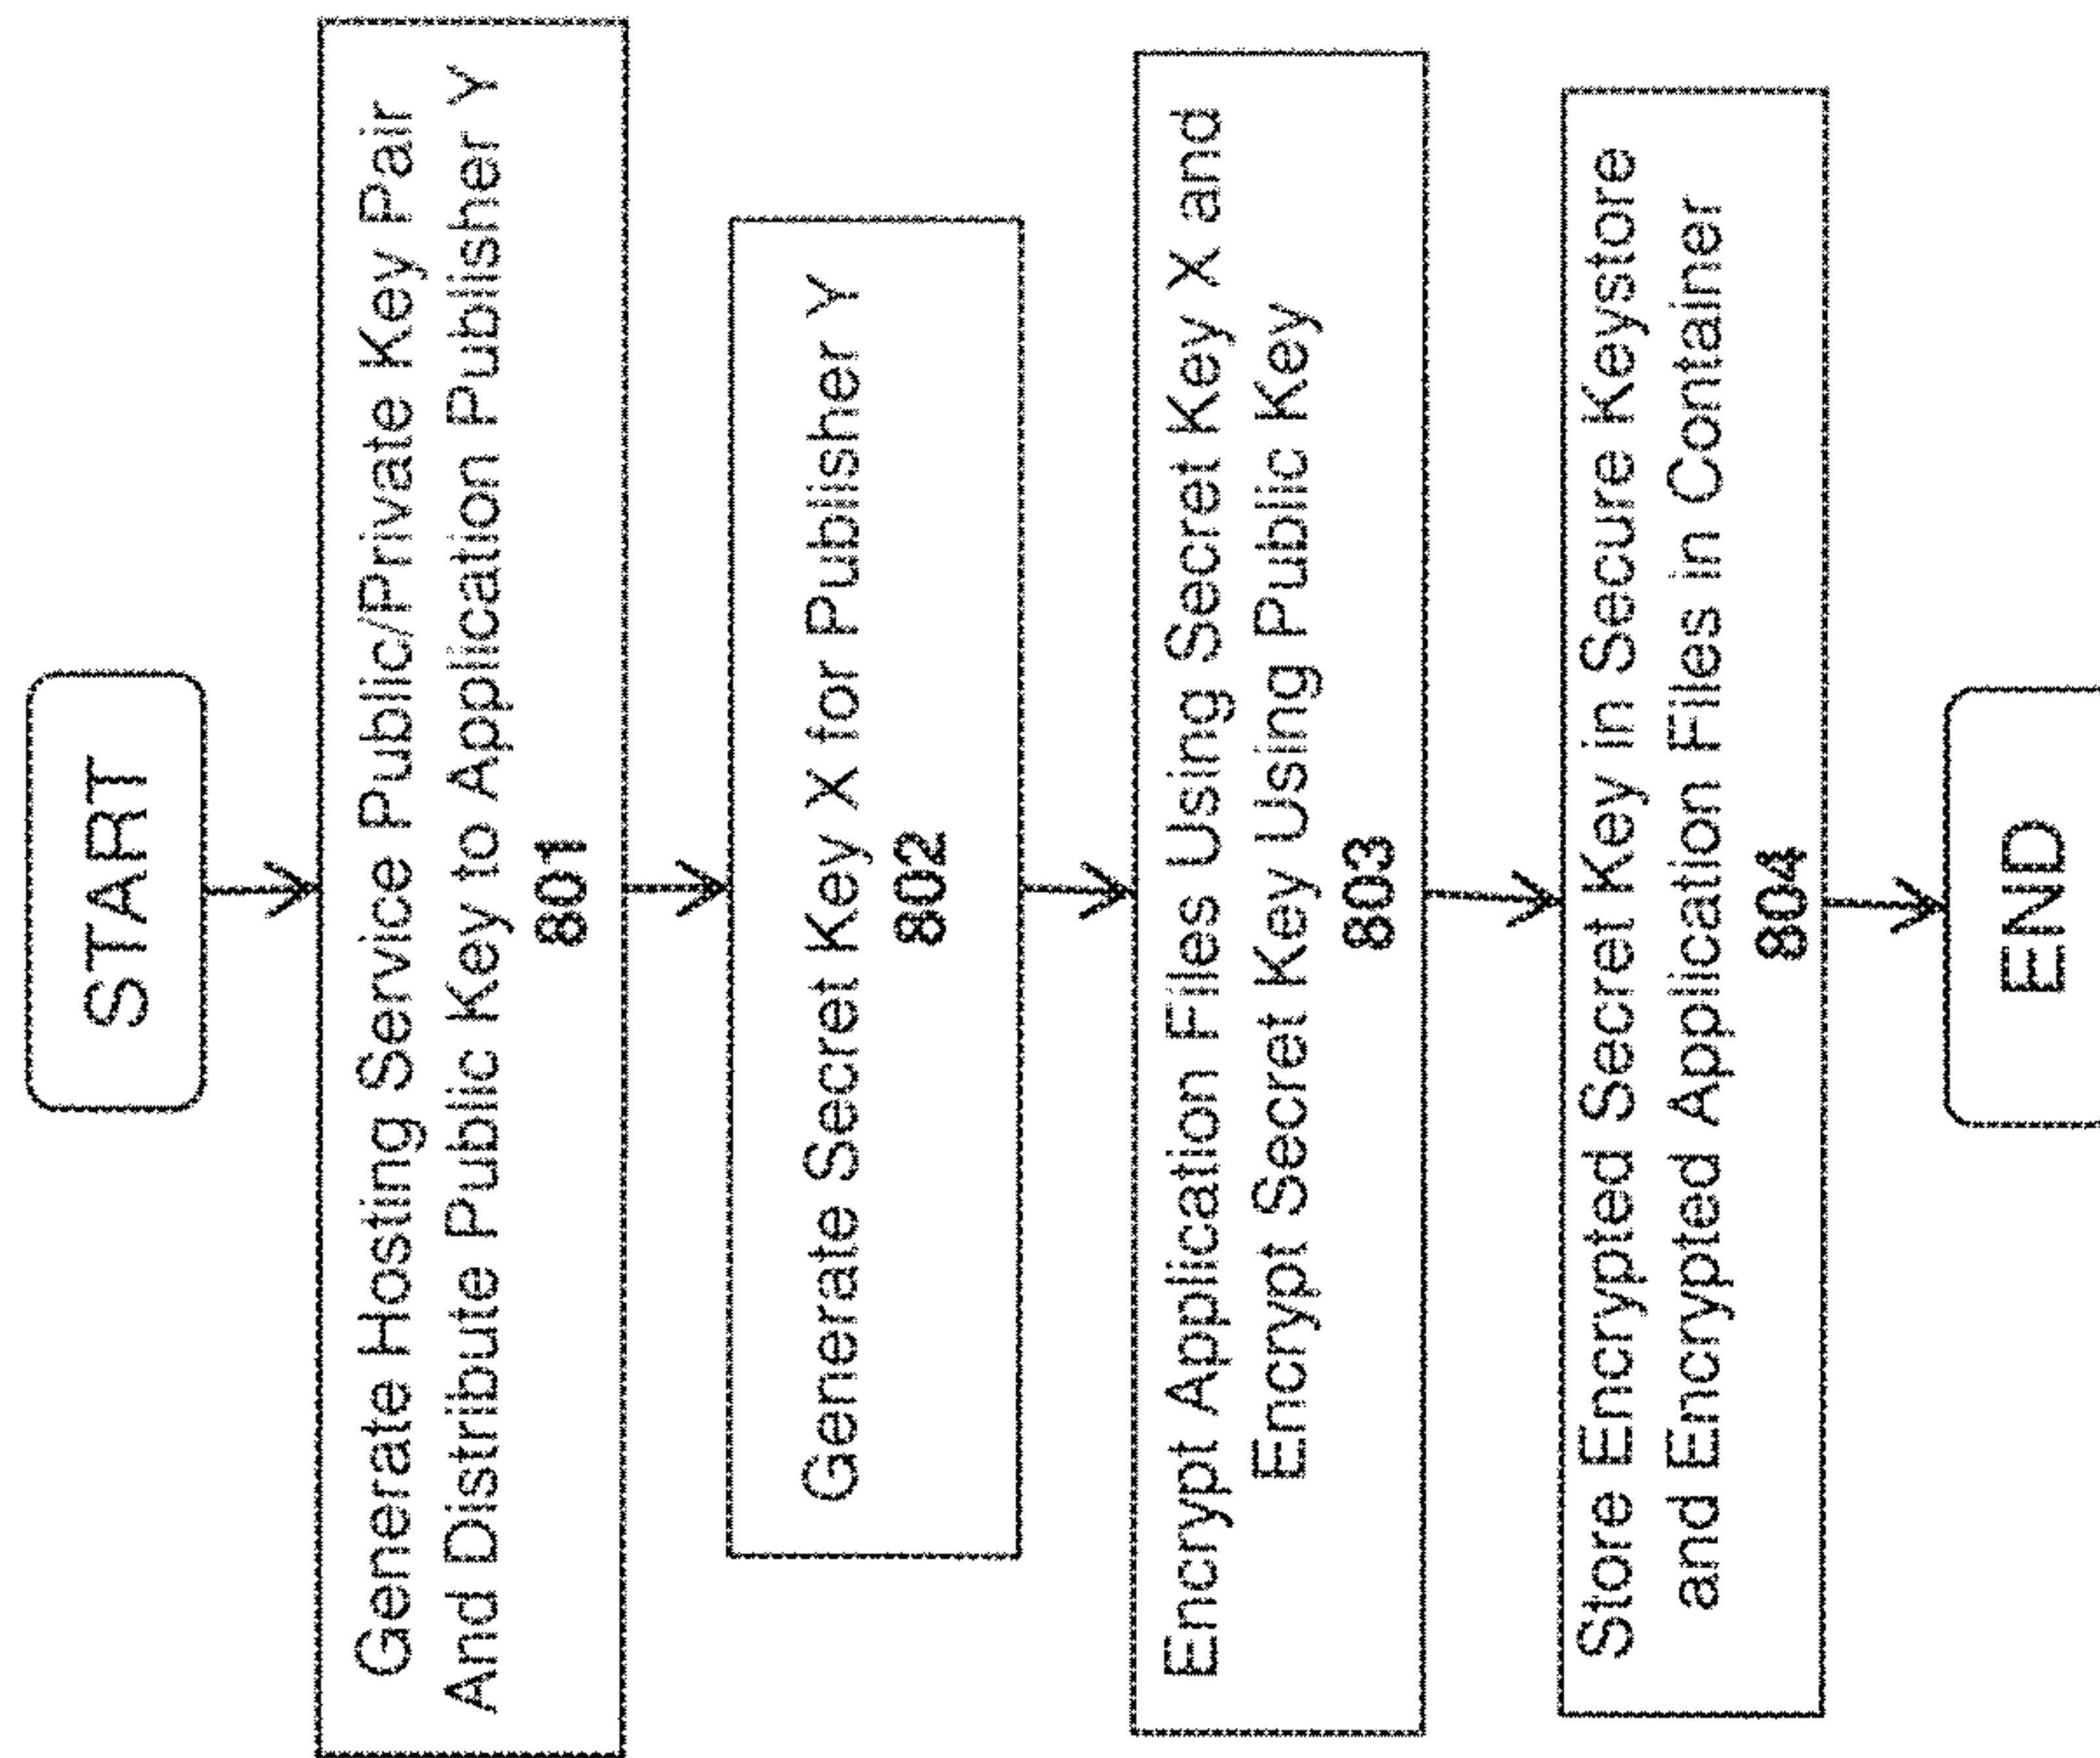 START
Generate Hosting Service Public/Private Key Pair
And Distribute Public Key to Application Publisher Y
801
Generate Secret Key X for Publisher Y
802
Encrypt Application Files Using Secret Key X and
Encrypt Secret Key Using Public Key
803
Store Encrypted Secret Key in Secure Keystore
and Encrypted Application Files in Container
804
END